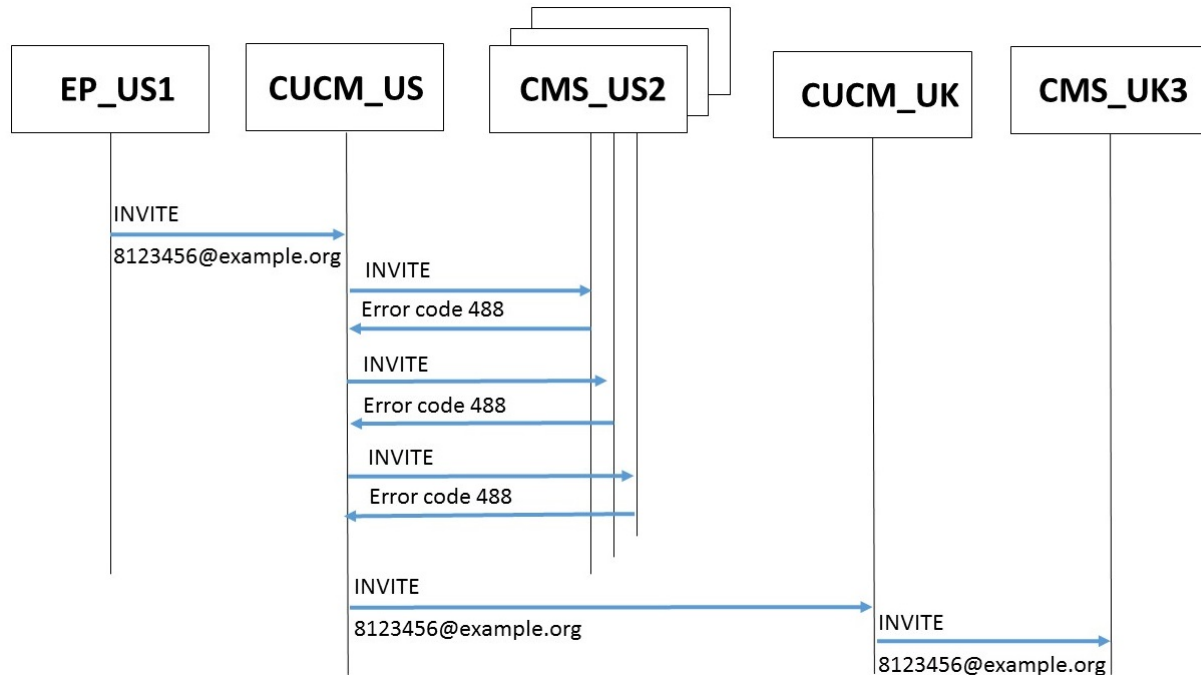 EP_US1
CUCM_US
CMS_US2
CUCM_UK
CMS_UK3
INVITE
8123456@example.org
INVITE
Error code 488
INVITE
Error code 488
INVITE
Error code 488
INVITE
8123456@example.org
INVITE
8123456@example.org